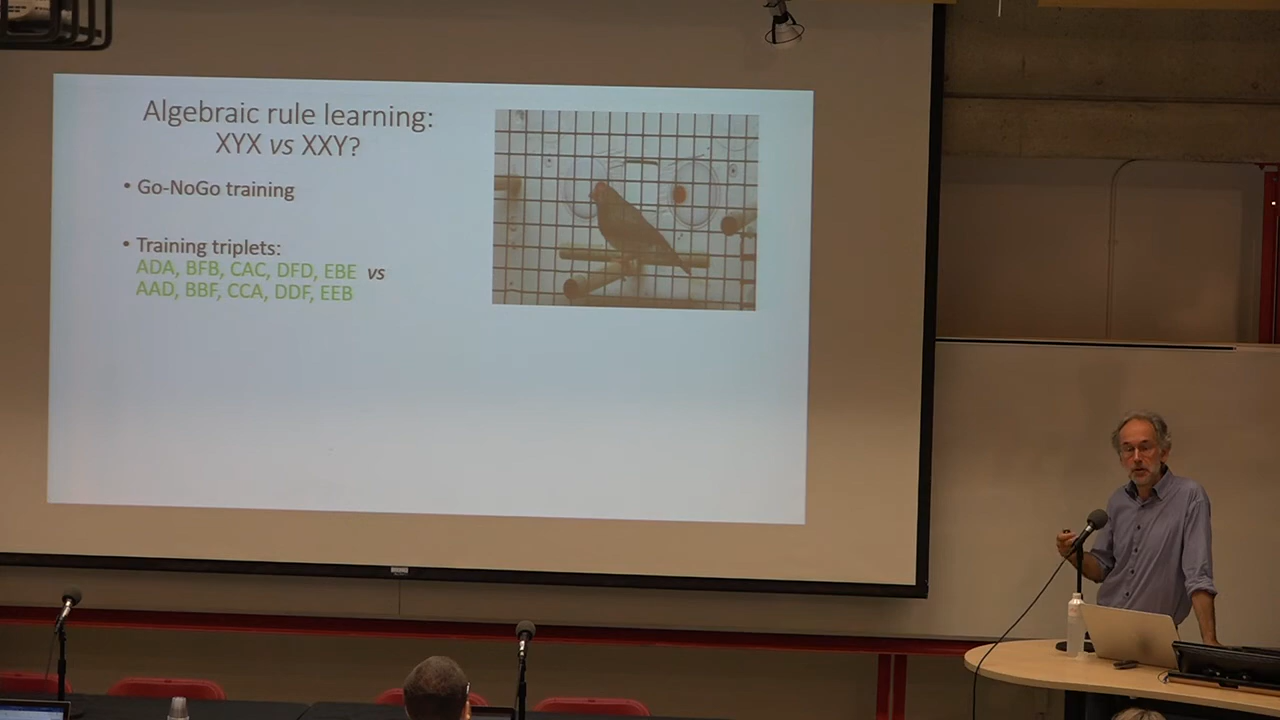 Algebraic rule learning:
XYX vs XXY?
• Go-NoGo training
• Training triplets:
ADA, BFB, CAC, DFD, EBE vs
AAD, BBF, CCA, DDF, EEB